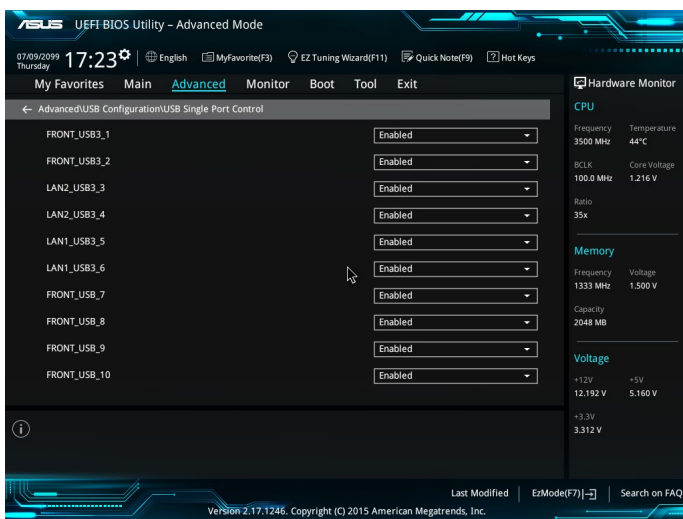 ASUS UEFI BIOS Utility – Advanced Mode
07/09/2099 Thursday 17:23 English MyFavorite(F3) EZ Tuning Wizard(F11) Quick Note(F9) ? Hot Keys
My Favorites Main Advanced Monitor Boot Tool Exit
← Advanced\USB Configuration\USB Single Port Control
FRONT_USB3_1 Enabled
FRONT_USB3_2 Enabled
LAN2_USB3_3 Enabled
LAN2_USB3_4 Enabled
LAN1_USB3_5 Enabled
LAN1_USB3_6 Enabled
FRONT_USB_7 Enabled
FRONT_USB_8 Enabled
FRONT_USB_9 Enabled
FRONT_USB_10 Enabled
Hardware Monitor
CPU
Frequency Temperature
3500 MHz 44°C
BCLK Core Voltage
100.0 MHz 1.216 V
Ratio
35x
Memory
Frequency Voltage
1333 MHz 1.500 V
Capacity
2048 MB
Voltage
+12V +5V
12.192 V 5.160 V
+3.3V
3.312 V
Last Modified EzMode(F7) Search on FAQ
Version 2.17.1246. Copyright (C) 2015 American Megatrends, Inc.